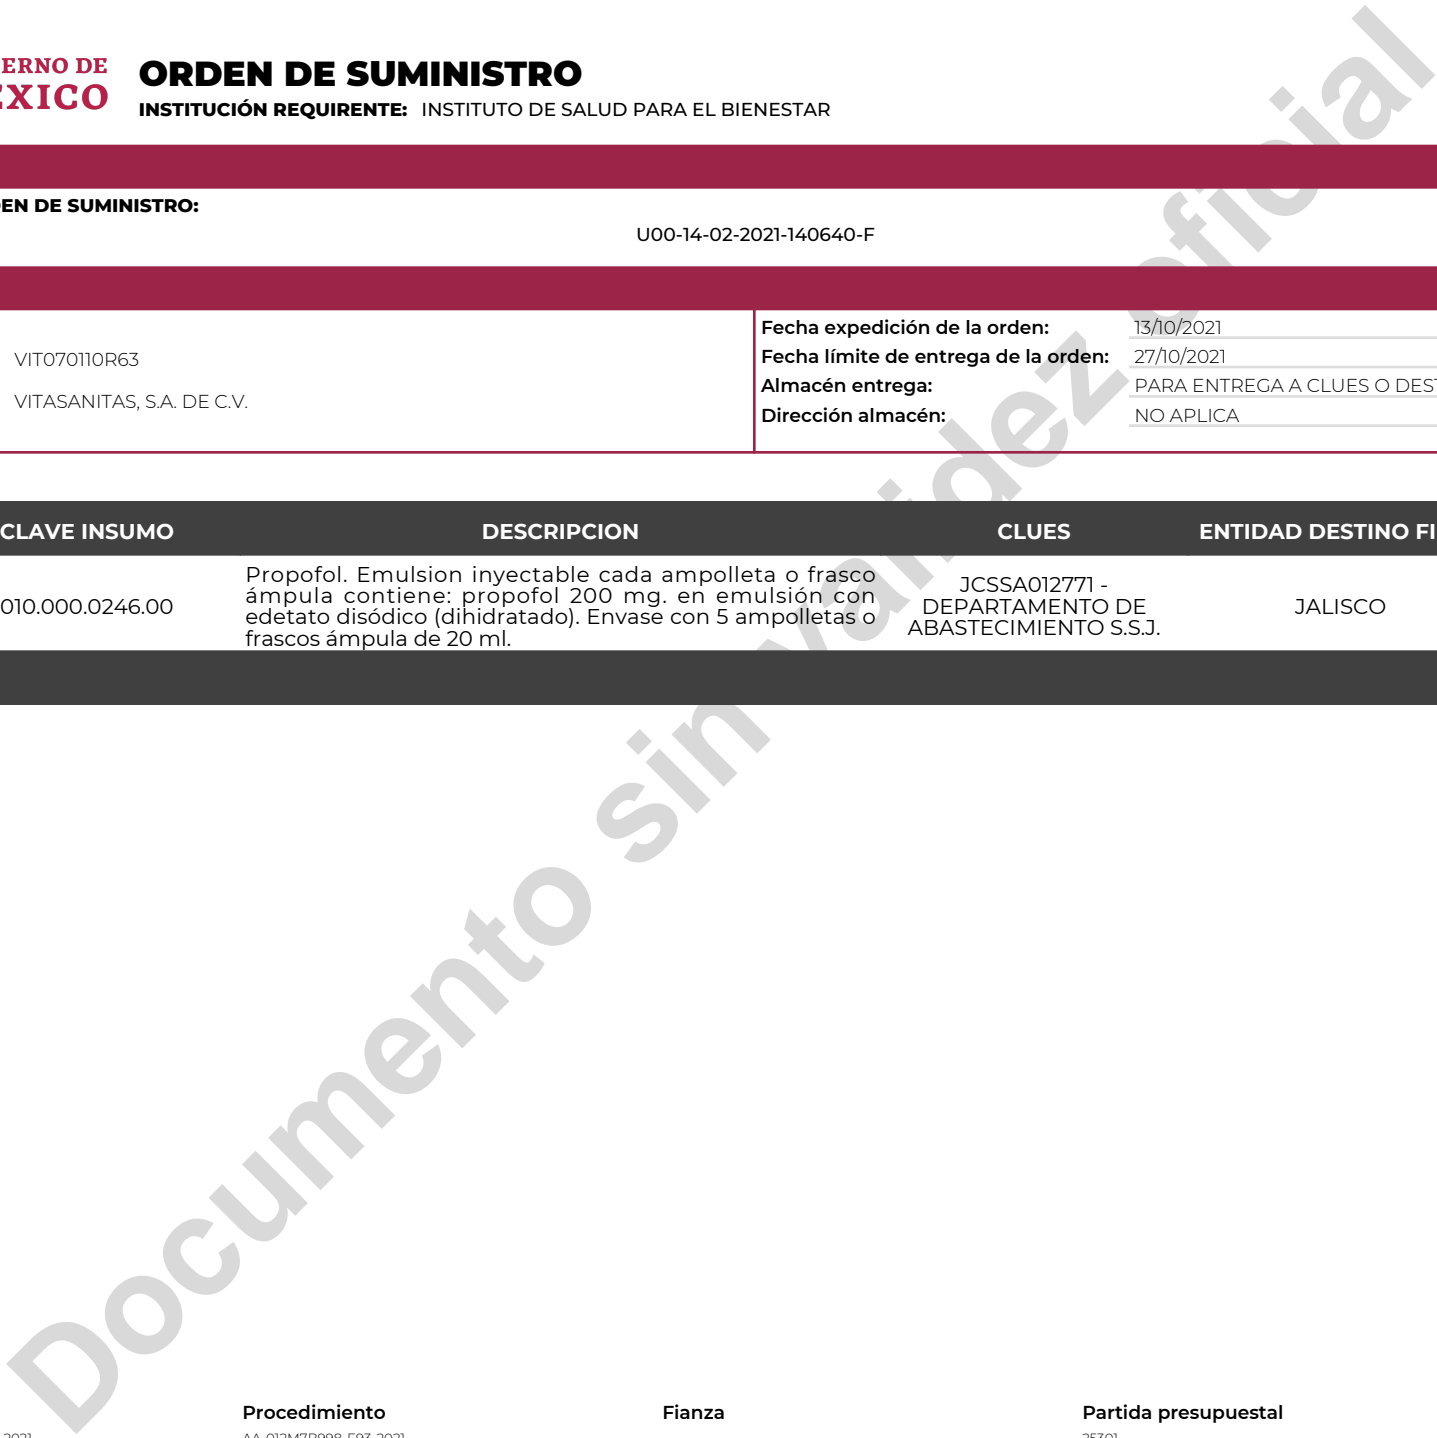 ERNO DE
EXICO
ORDEN DE SUMINISTRO
INSTITUCIÓN REQUIRENTE: INSTITUTO DE SALUD PARA EL BIENESTAR
EN DE SUMINISTRO:
U00-14-02-2021-140640-F
VIT070110R63
VITASANITAS, S.A. DE C.V.
Fecha expedición de la orden: 13/10/2021
Fecha límite de entrega de la orden: 27/10/2021
Almacén entrega: PARA ENTREGA A CLUES O DEST
Dirección almacén: NO APLICA
CLAVE INSUMO DESCRIPCION CLUES ENTIDAD DESTINO FI
010.000.0246.00
Propofol. Emulsion inyectable cada ampolleta o frasco
ámpula contiene: propofol 200 mg. en emulsión con
edetato disódico (dihidratado). Envase con 5 ampolletas o
frascos ámpula de 20 ml.
JCSSA012771 -
DEPARTAMENTO DE
ABASTECIMIENTO S.S.J.
JALISCO
Documento sin validez oficial
Procedimiento Fianza Partida presupuestal